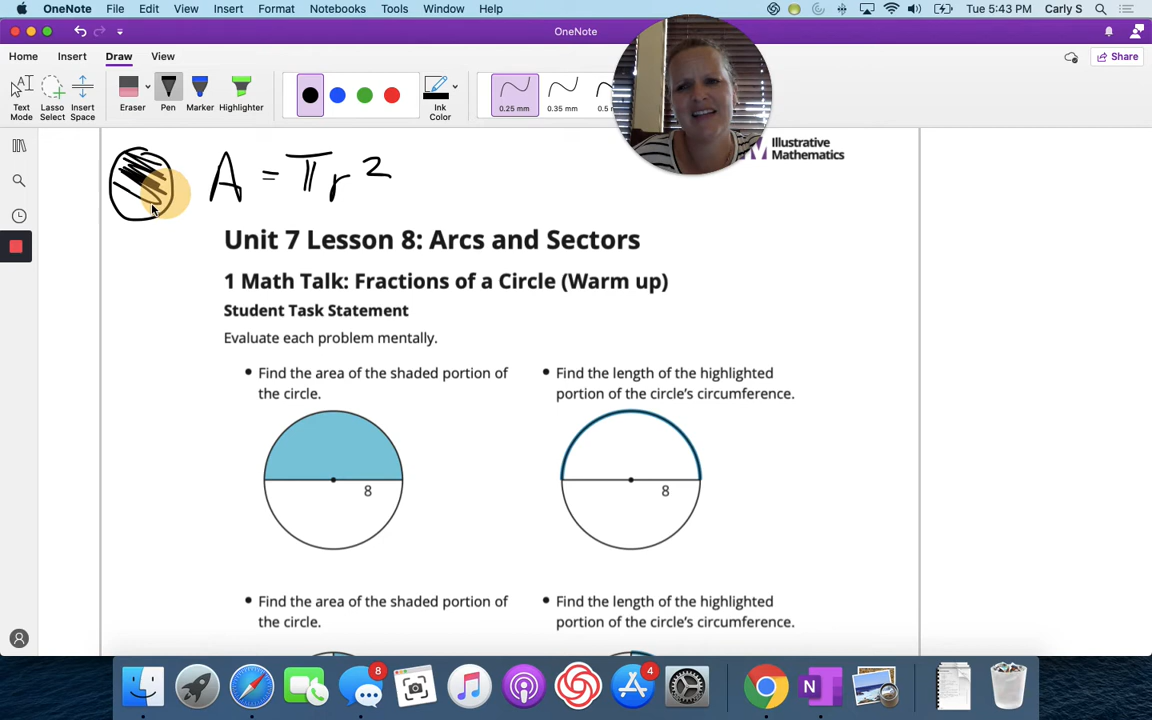 OneNote File Edit View Insert Format Notebooks Tools Window Help Tue 5:43 PM Carly S
OneNote
Home Insert Draw View Share
Text Mode
Lasso Select
Insert Space
Eraser
Pen
Marker
Highlighter
Ink Color
0.25 mm
0.35 mm
0.5
A = πr²
Illustrative
Mathematics
Unit 7 Lesson 8: Arcs and Sectors
1 Math Talk: Fractions of a Circle (Warm up)
Student Task Statement
Evaluate each problem mentally.
• Find the area of the shaded portion of
the circle.
8
• Find the length of the highlighted
portion of the circle's circumference.
8
• Find the area of the shaded portion of
the circle.
• Find the length of the highlighted
portion of the circle's circumference.
8
4
N